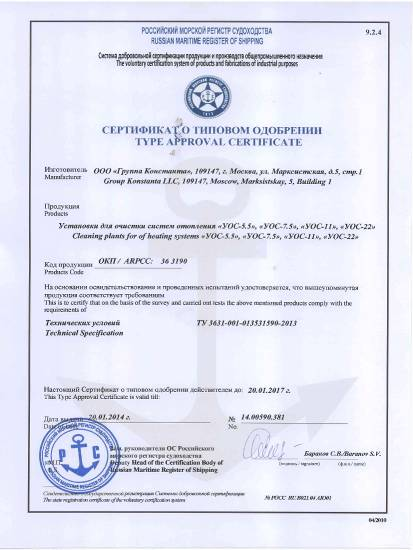 РОССИЙСКИЙ МОРСКОЙ РЕГИСТР СУДОХОДСТВА
RUSSIAN MARITIME REGISTER OF SHIPPING
9.2.4
Система добровольной сертификации продукции и производств общепромышленного назначения
The voluntary certification system of products and fabrications of industrial purposes
СЕРТИФИКАТ О ТИПОВОМ ОДОБРЕНИИ
TYPE APPROVAL CERTIFICATE
Изготовитель ООО «Группа Константа», 109147, г. Москва, ул. Марксистская, д.5, стр.1
Manufacturer Group Konstanta LLC, 109147, Moscow, Marksistskay, 5, Building 1
Продукция
Products
Установки для очистки систем отопления «УОС-5.5», «УОС-7.5», «УОС-11», «УОС-22»
Cleaning plants for of heating systems «УОС-5.5», «УОС-7.5», «УОС-11», «УОС-22»
Код продукции ОКП / ARPCC: 36 3190
Products Code
На основании освидетельствования и проведенных испытаний удостоверяется, что вышеупомянутая
продукция соответствует требованиям
This is to certify that on the basis of the survey and carried out tests the above mentioned products comply with the
requirements of
Технических условий ТУ 3631-001-013531590-2013
Technical Specification
Настоящий Сертификат о типовом одобрении действителен до: 20.01.2017 г.
This Type Approval Certificate is valid till:
Дата выдачи 20.01.2014 г. № 14.00590.381
Date of
Зам. руководителя ОС Российского
морского регистра судоходства
Deputy Head of the Certification Body of
Russian Maritime Register of Shipping
М.П.
Баранов С.В./Baranov S.V.
(подпись / signature) (фио / name)
Свидетельство государственной регистрации Системы добровольной сертификации
The state registration certificate of the voluntary certification system
№ РОСС RU.В021.04.АЮ01
04/2010